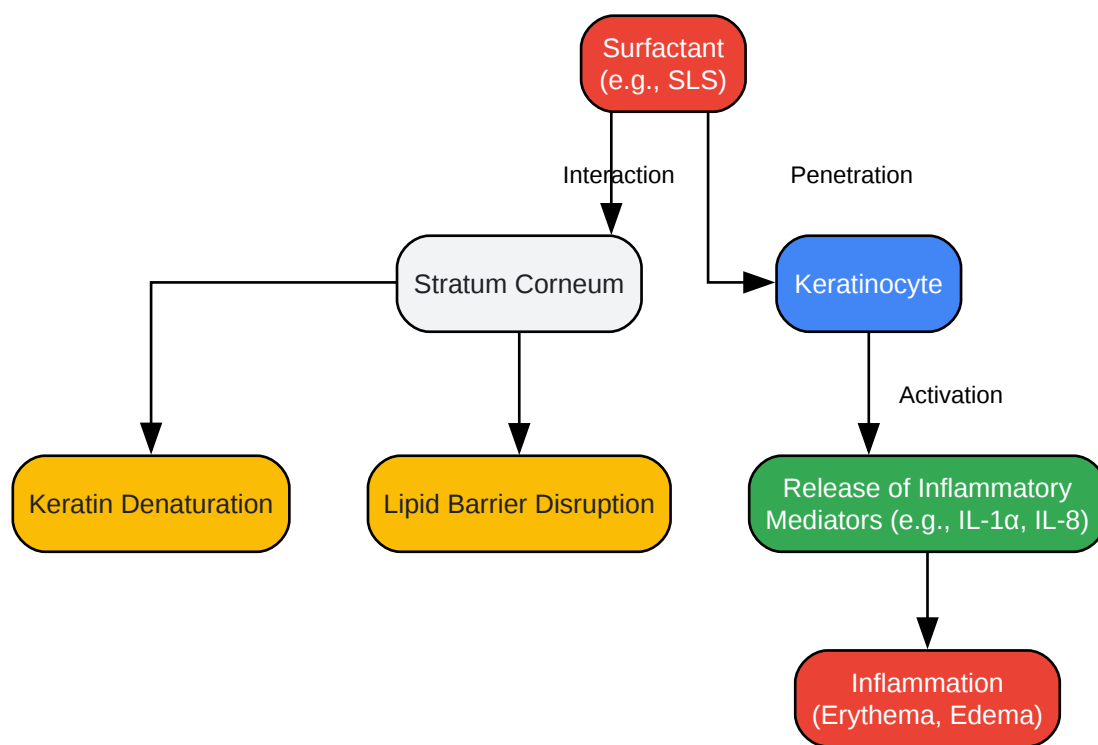 Surfactant
(e.g., SLS)
Interaction
Penetration
Stratum Corneum
Keratinocyte
Activation
Keratin Denaturation
Lipid Barrier Disruption
Release of Inflammatory
Mediators (e.g., IL-1α, IL-8)
Inflammation
(Erythema, Edema)